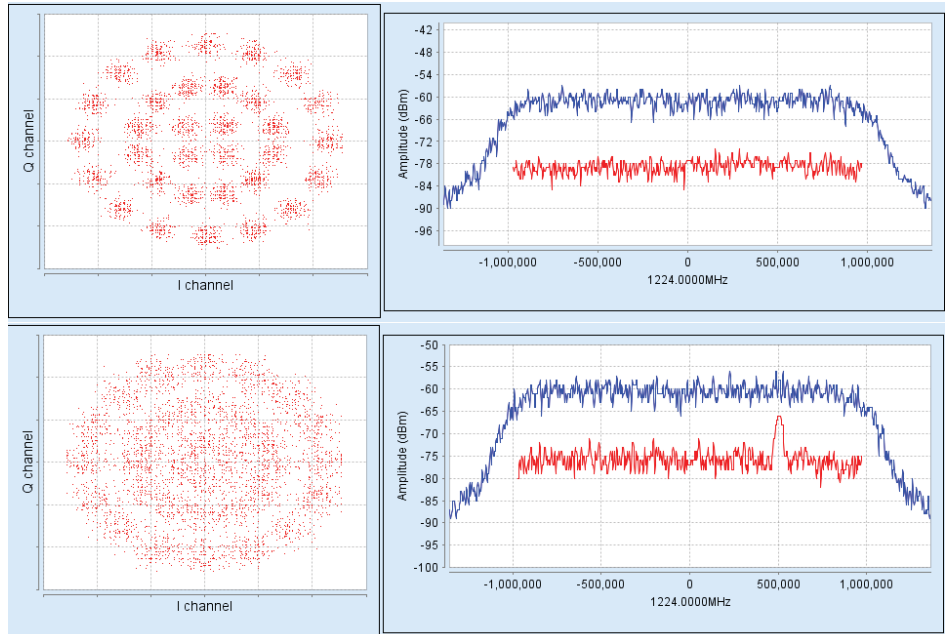 Q channel
I channel
Amplitude (dBm)
-42
-48
-54
-60
-66
-72
-78
-84
-90
-96
-1,000,000 -500,000 0 500,000 1,000,000
1224.0000MHz
Q channel
I channel
Amplitude (dBm)
-50
-55
-60
-65
-70
-75
-80
-85
-90
-95
-100
-1,000,000 -500,000 0 500,000 1,000,000
1224.0000MHz